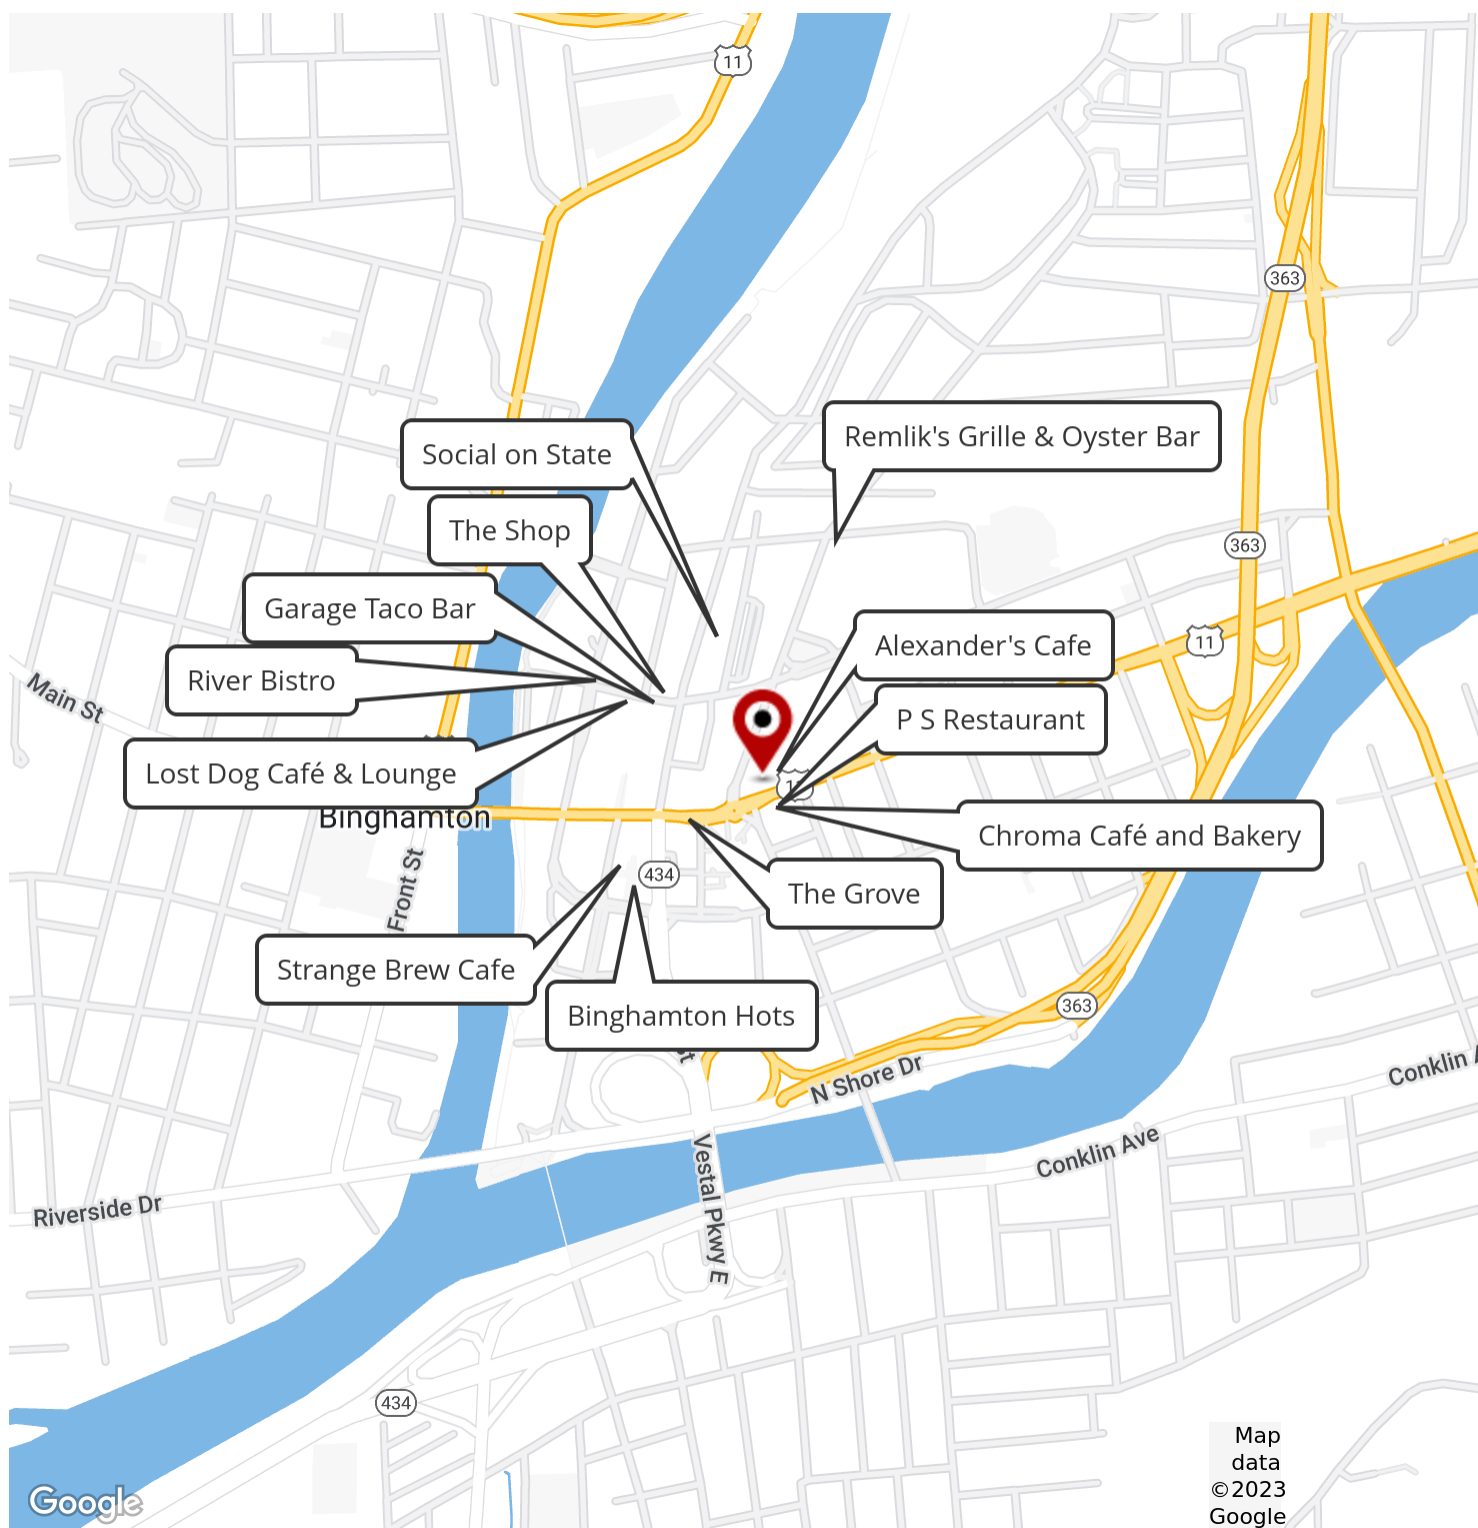 11
363
Remlik's Grille & Oyster Bar
Social on State
The Shop
363
Garage Taco Bar
11
Alexander's Cafe
River Bistro
Main St
P S Restaurant
Lost Dog Café & Lounge
Binghamton
Chroma Café and Bakery
434
Front St
The Grove
Strange Brew Cafe
363
Binghamton Hots
St
N Shore Dr
Conklin
Conklin Ave
Vestal Pkwy E
Riverside Dr
434
Map
data
©2023
Google
Google